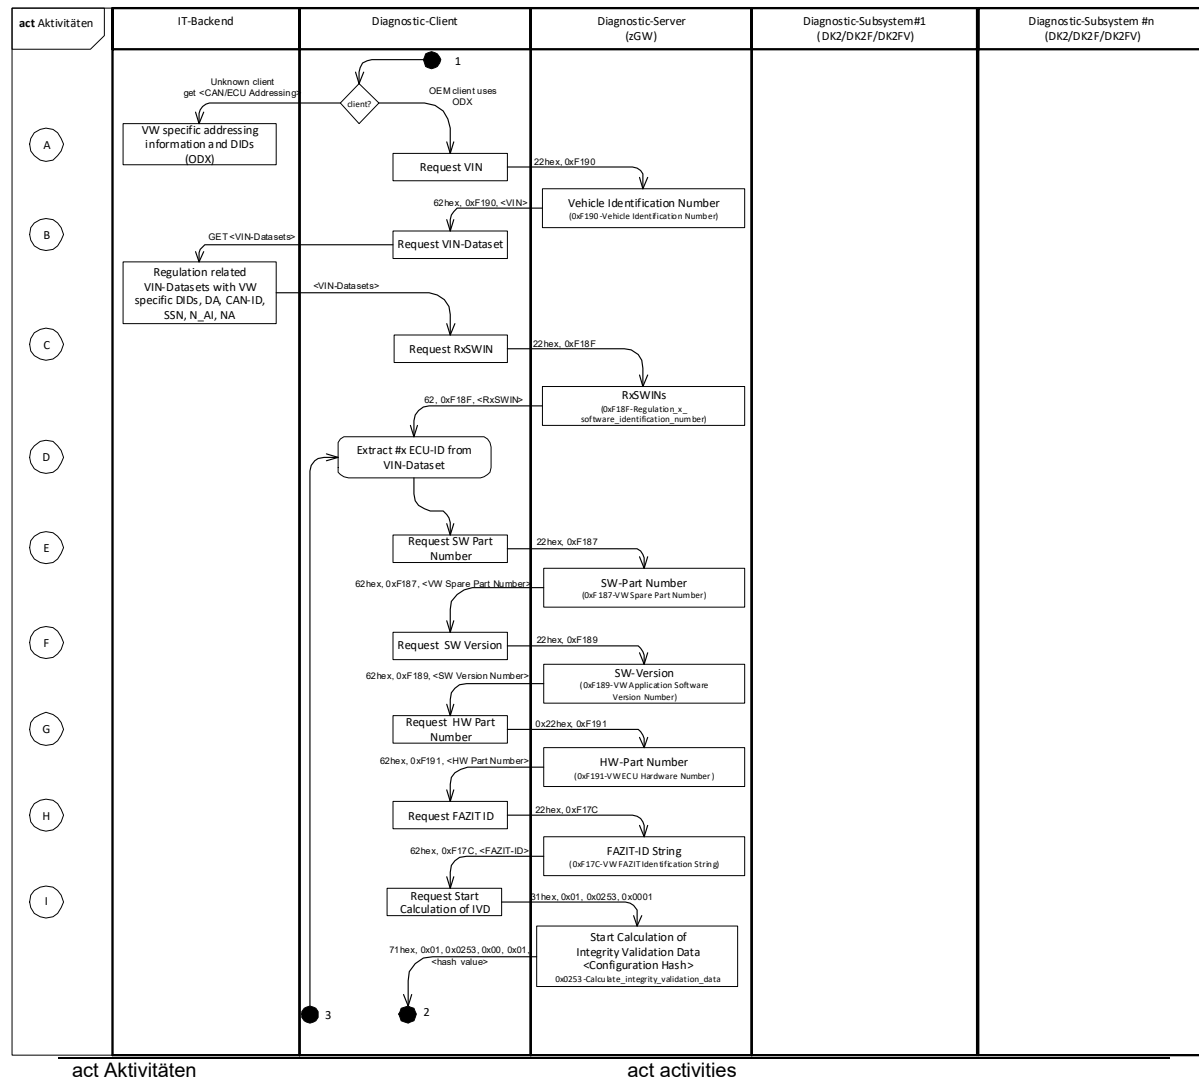 act Aktivitäten
IT-Backend
Diagnostic-Client
Diagnostic-Server
(zGW)
Diagnostic-Subsystem#1
(DK2/DK2F/DK2FV)
Diagnostic-Subsystem #n
(DK2/DK2F/DK2FV)
1
Unknown client
get <CAN/ECU Addressing>
client?
OEM client uses
ODX
A
VW specific addressing
information and DIDs
(ODX)
Request VIN
22hex, 0xF190
Vehicle Identification Number
(0xF190-Vehicle Identification Number)
62hex, 0xF190, <VIN>
B
GET <VIN-Datasets>
Request VIN-Dataset
Regulation related
VIN-Datasets with VW
specific DIDs, DA, CAN-ID,
SSN, N_AI, NA
<VIN-Datasets>
C
Request RxSWIN
22hex, 0xF18F
RxSWINs
(0xF18F-Regulation_x_
software_identification_number)
62, 0xF18F, <RxSWIN>
D
Extract #x ECU-ID from
VIN-Dataset
E
Request SW Part
Number
22hex, 0xF187
SW-Part Number
(0xF187-VW Spare Part Number)
62hex, 0xF187, <VW Spare Part Number>
F
Request SW Version
22hex, 0xF189
SW-Version
(0xF189-VW Application Software
Version Number)
62hex, 0xF189, <SW Version Number>
G
Request HW Part
Number
0x22hex, 0xF191
HW-Part Number
(0xF191-VW ECU Hardware Number)
62hex, 0xF191, <HW Part Number>
H
Request FAZIT ID
22hex, 0xF17C
FAZIT-ID String
(0xF17C-VW FAZIT Identification String)
62hex, 0xF17C, <FAZIT-ID>
I
Request Start
Calculation of IVD
31hex, 0x01, 0x0253, 0x0001
Start Calculation of
Integrity Validation Data
<Configuration Hash>
0x0253-Calculate_integrity_validation_data
71hex, 0x01, 0x0253, 0x00, 0x01,
<hash value>
3
2
act Aktivitäten
act activities